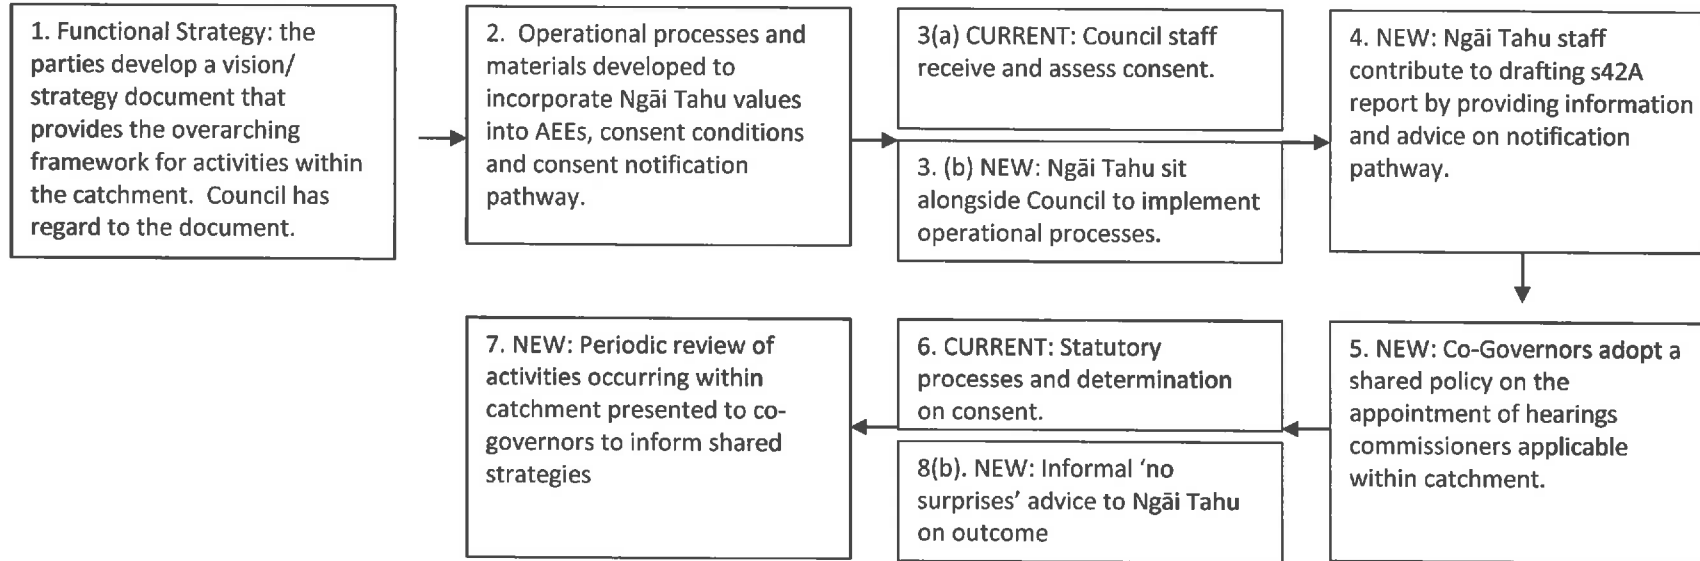 1. Functional Strategy: the
parties develop a vision/
strategy document that
provides the overarching
framework for activities within
the catchment.  Council has
regard to the document.
2.  Operational processes and
materials developed to
incorporate Ngāi Tahu values
into AEEs, consent conditions
and consent notification
pathway.
3(a) CURRENT: Council staff
receive and assess consent.
3. (b) NEW: Ngāi Tahu sit
alongside Council to implement
operational processes.
4. NEW: Ngāi Tahu staff
contribute to drafting s42A
report by providing information
and advice on notification
pathway.
5. NEW: Co-Governors adopt a
shared policy on the
appointment of hearings
commissioners applicable
within catchment.
6. CURRENT: Statutory
processes and determination
on consent.
8(b). NEW: Informal ‘no
surprises’ advice to Ngāi Tahu
on outcome
7. NEW: Periodic review of
activities occurring within
catchment presented to co-
governors to inform shared
strategies